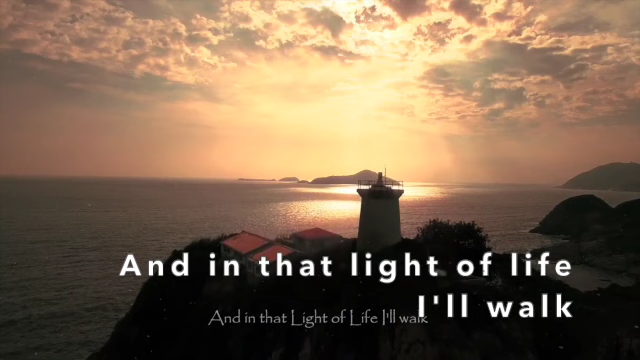 And in that light of life
I'll walk
And in that Light of Life I'll walk